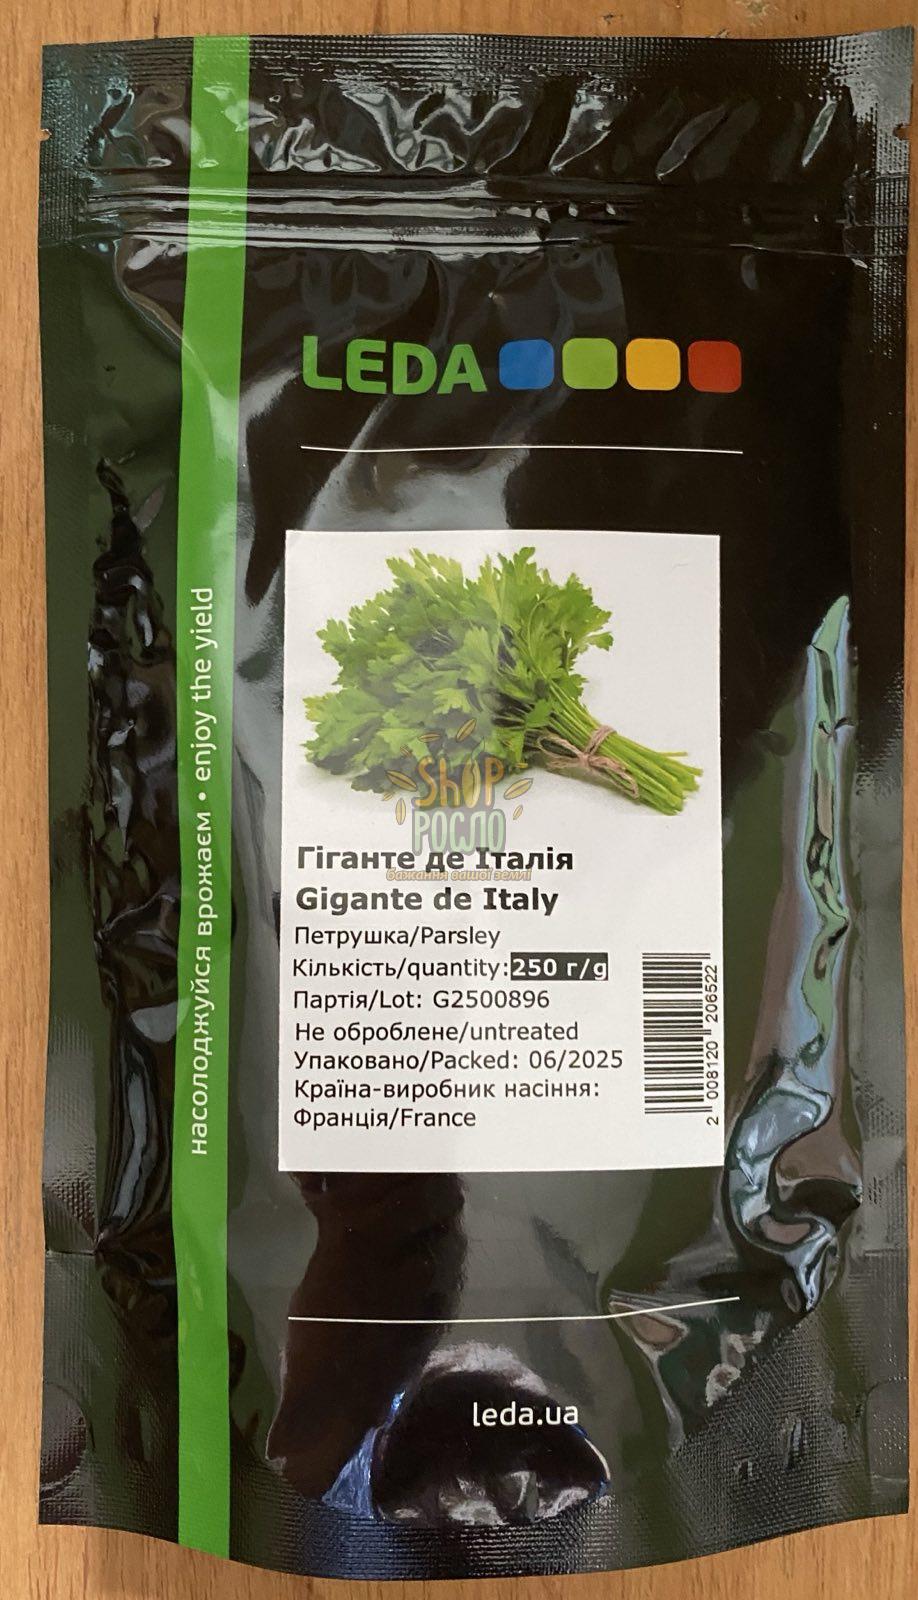 LEDA
насолоджуйся врожаєм • enjoy the yield
SHOP
РОСЛО
бажання вашої землі
Гіганте де Італія
Gigante de Italy
Петрушка/Parsley
Кількість/quantity:250 г/g
Партія/Lot: G2500896
Не оброблене/untreated
Упаковано/Packed: 06/2025
Країна-виробник насіння:
Франція/France
2 008120 206522
leda.ua